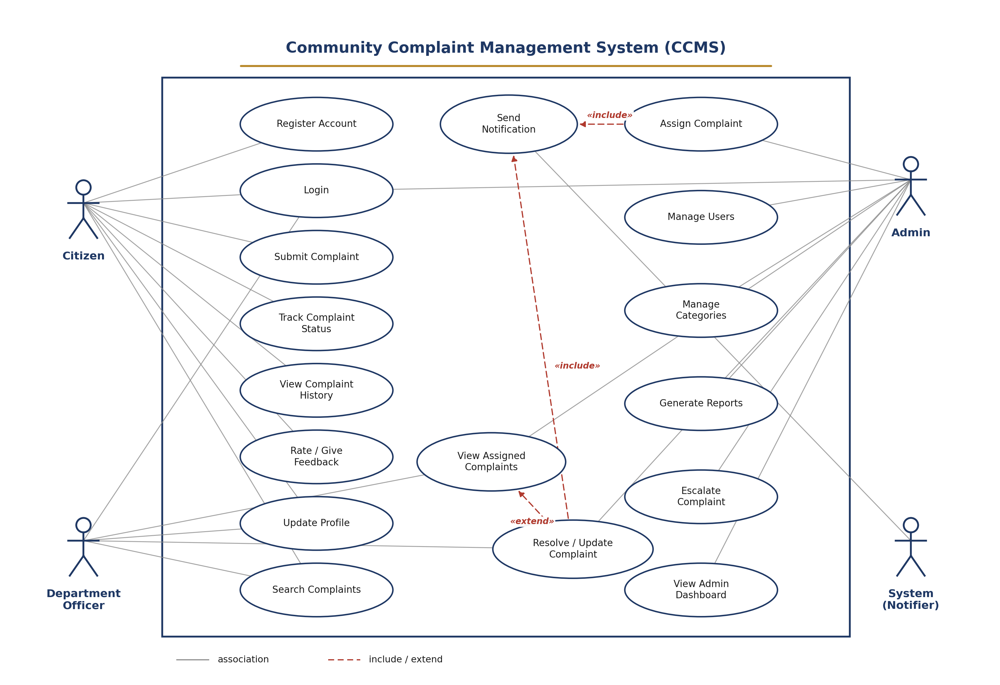 Community Complaint Management System (CCMS)
Register Account
Send
Notification
«include»
Assign Complaint
Login
Manage Users
Citizen
Admin
Submit Complaint
Track Complaint
Status
Manage
Categories
«include»
View Complaint
History
Generate Reports
Rate / Give
Feedback
View Assigned
Complaints
Escalate
Complaint
Update Profile
«extend»
Resolve / Update
Complaint
Search Complaints
View Admin
Dashboard
Department
Officer
System
(Notifier)
association
include / extend